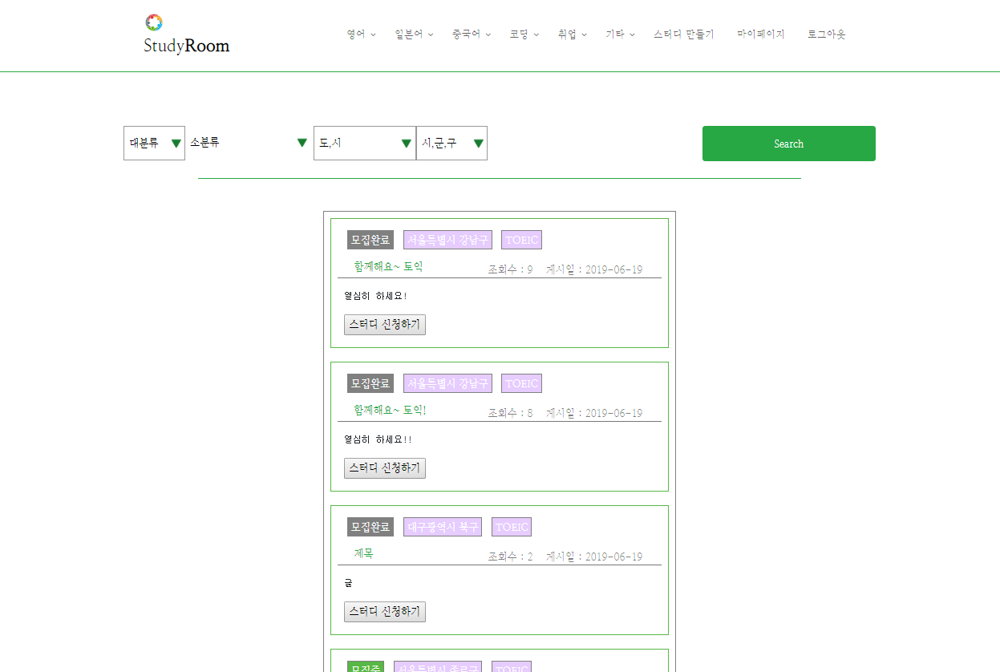 StudyRoom
영어 일본어 중국어 코딩 취업 기타 스터디 만들기 마이페이지 로그아웃
대분류 소분류 도,시 시,군,구 Search
모집완료 서울특별시 강남구 TOEIC
함께해요~ 토익 조회수 : 9 게시일 : 2019-06-19
열심히 하세요!
스터디 신청하기
모집완료 서울특별시 강남구 TOEIC
함께해요~ 토익! 조회수 : 8 게시일 : 2019-06-19
열심히 하세요!!
스터디 신청하기
모집완료 대구광역시 북구 TOEIC
제목 조회수 : 2 게시일 : 2019-06-19
글
스터디 신청하기
모집중 서울특별시 종로구 TOEIC